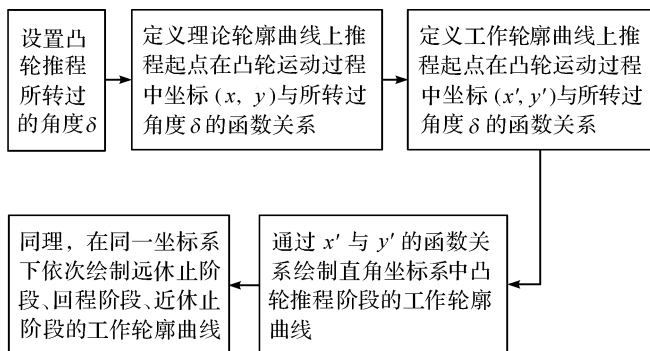 设置凸
轮推程
所转过
的角度δ
定义理论轮廓曲线上推
程起点在凸轮运动过程
中坐标(x, y)与所转过
角度δ的函数关系
定义工作轮廓曲线上推
程起点在凸轮运动过程
中坐标(x′, y′)与所转过
角度δ的函数关系
通过 x′ 与 y′ 的函数关
系绘制直角坐标系中凸
轮推程阶段的工作轮廓
曲线
同理，在同一坐标系
下依次绘制远休止阶
段、回程阶段、近休止
阶段的工作轮廓曲线